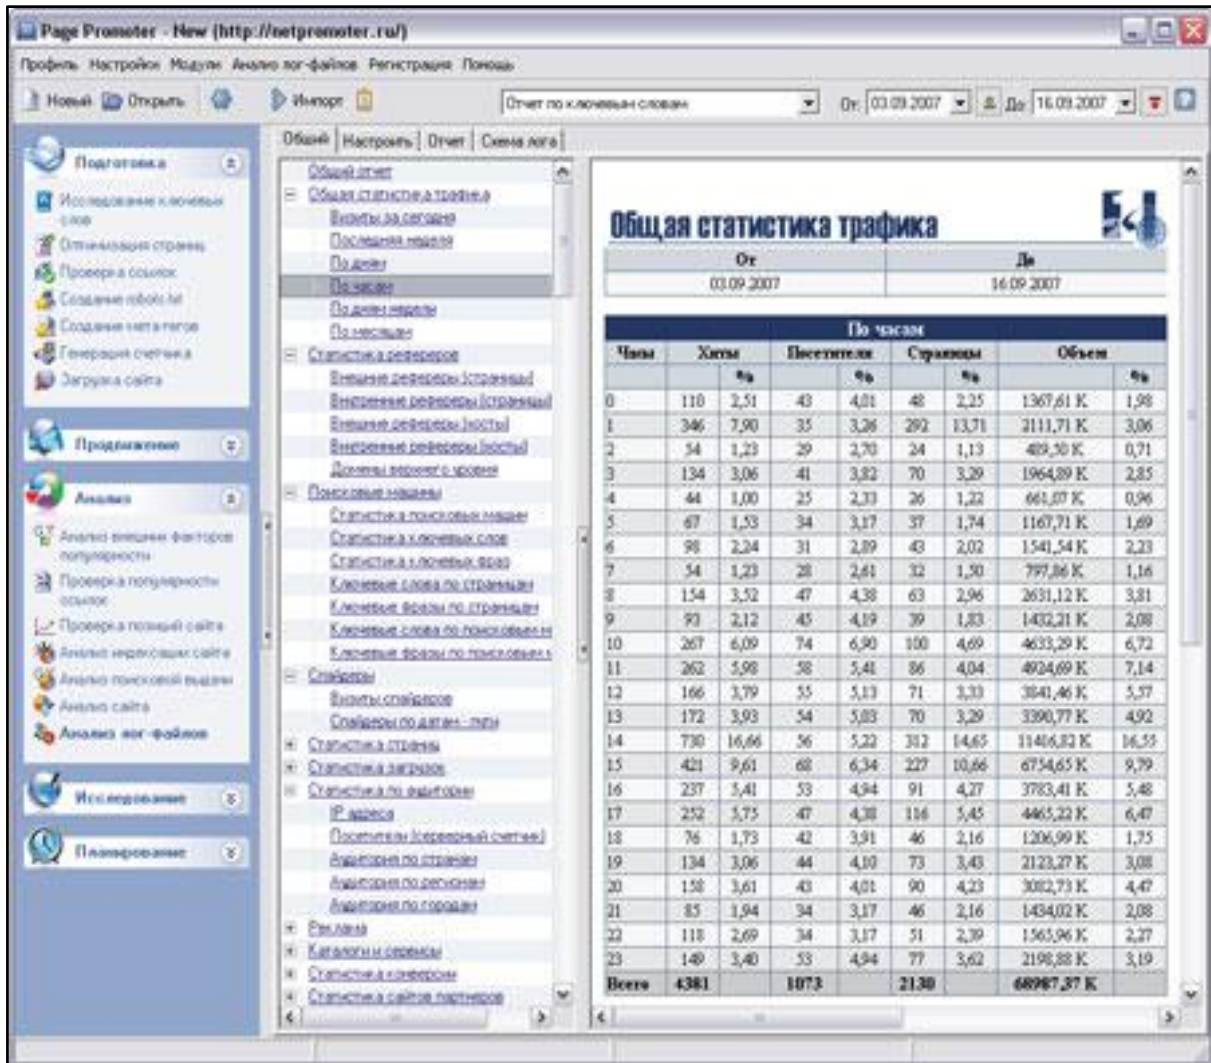 Page Promoter - New (http://netpromoter.ru/)
Профиль Настройки Модули Анализ лог-файлов Регистрация Помощь
Новый Открыть Импорт Отчет по ключевым словам От: 03.09.2007 До 16.09.2007
Подготовка
Исследование ключевых
слов
Оптимизация страниц
Проверка ссылок
Создание robots.txt
Создание мета тегов
Генерация счетчика
Загрузка сайта
Продвижение
Анализ
Анализ внешних факторов
популярности
Проверка популярности
ссылок
Проверка позиций сайта
Анализ индексации сайта
Анализ поисковой выдачи
Анализ сайта
Анализ лог-файлов
Исследование
Планирование
Общий Настроить Отчет Схема лога
Общий отчет
Общая статистика трафика
Визиты за сегодня
Последняя неделя
По дням
По часам
По дням недели
По месяцам
Статистика рефереров
Внешние рефереры (страницы)
Внутренние рефереры (страницы)
Внешние рефереры (хосты)
Внутренние рефереры (хосты)
Домены верхнего уровня
Поисковые машины
Статистика поисковых машин
Статистика ключевых слов
Статистика ключевых фраз
Ключевые слова по страницам
Ключевые фразы по страницам
Ключевые слова по поисковым м
Ключевые фразы по поисковым м
Спайдеры
Визиты спайдеров
Спайдеры по датам - пути
Статистика страниц
Статистика загрузок
Статистика по аудитории
IP адреса
Посетители (серверный счетчик)
Аудитория по странам
Аудитория по регионам
Аудитория по городам
Реклама
Каталоги и сервисы
Статистика конверсии
Статистика сайтов партнеров
Общая статистика трафика
От До
03.09.2007 16.09.2007
По часам
Часы Хиты Посетители Страницы Объем
% % % %
0 110 2,51 43 4,01 48 2,25 1367,61 K 1,98
1 346 7,90 35 3,26 292 13,71 2111,71 K 3,06
2 54 1,23 29 2,70 24 1,13 489,50 K 0,71
3 134 3,06 41 3,82 70 3,29 1964,89 K 2,85
4 44 1,00 25 2,33 26 1,22 661,07 K 0,96
5 67 1,53 34 3,17 37 1,74 1167,71 K 1,69
6 98 2,24 31 2,89 43 2,02 1541,54 K 2,23
7 54 1,23 28 2,61 32 1,50 797,86 K 1,16
8 154 3,52 47 4,38 63 2,96 2631,12 K 3,81
9 93 2,12 45 4,19 39 1,83 1432,21 K 2,08
10 267 6,09 74 6,90 100 4,69 4633,29 K 6,72
11 262 5,98 58 5,41 86 4,04 4924,69 K 7,14
12 166 3,79 55 5,13 71 3,33 3841,46 K 5,57
13 172 3,93 54 5,03 70 3,29 3390,77 K 4,92
14 730 16,66 56 5,22 312 14,65 11416,82 K 16,55
15 421 9,61 68 6,34 227 10,66 6754,65 K 9,79
16 237 5,41 53 4,94 91 4,27 3783,41 K 5,48
17 252 5,75 47 4,38 116 5,45 4465,22 K 6,47
18 76 1,73 42 3,91 46 2,16 1206,99 K 1,75
19 134 3,06 44 4,10 73 3,43 2123,27 K 3,08
20 158 3,61 43 4,01 90 4,23 3082,73 K 4,47
21 85 1,94 34 3,17 46 2,16 1434,02 K 2,08
22 118 2,69 34 3,17 51 2,39 1565,96 K 2,27
23 149 3,40 53 4,94 77 3,62 2198,88 K 3,19
Всего 4381 1073 2130 68987,37 K